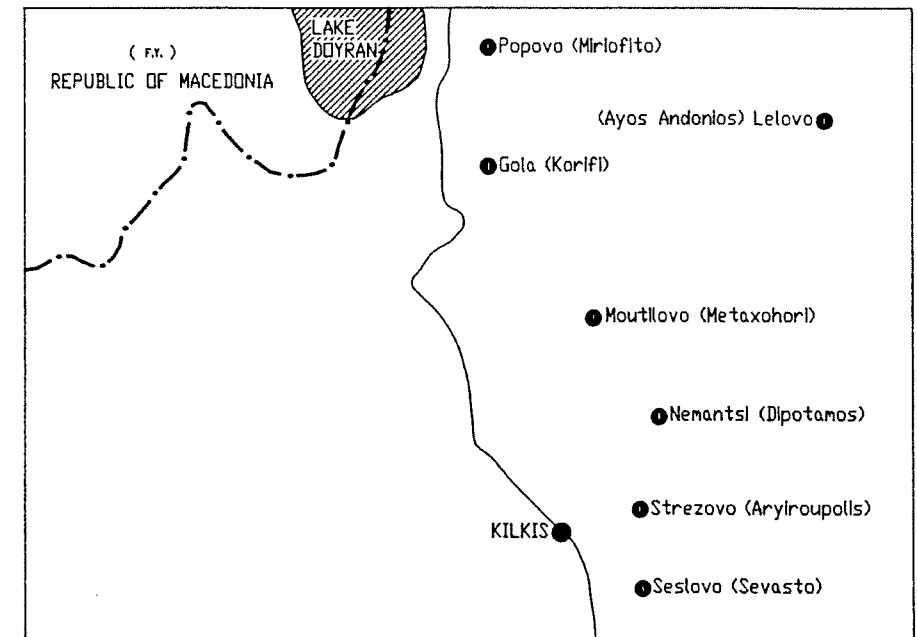 LAKE
DOYRAN
( F.Y. )
REPUBLIC OF MACEDONIA
Popovo (Miriofito)
(Ayos Andonios) Lelovo
Gola (Korifi)
Moutllovo (Metaxohori)
Nemantsi (Dipotamos)
Strezovo (Aryiroupolis)
KILKIS
Seslovo (Sevasto)